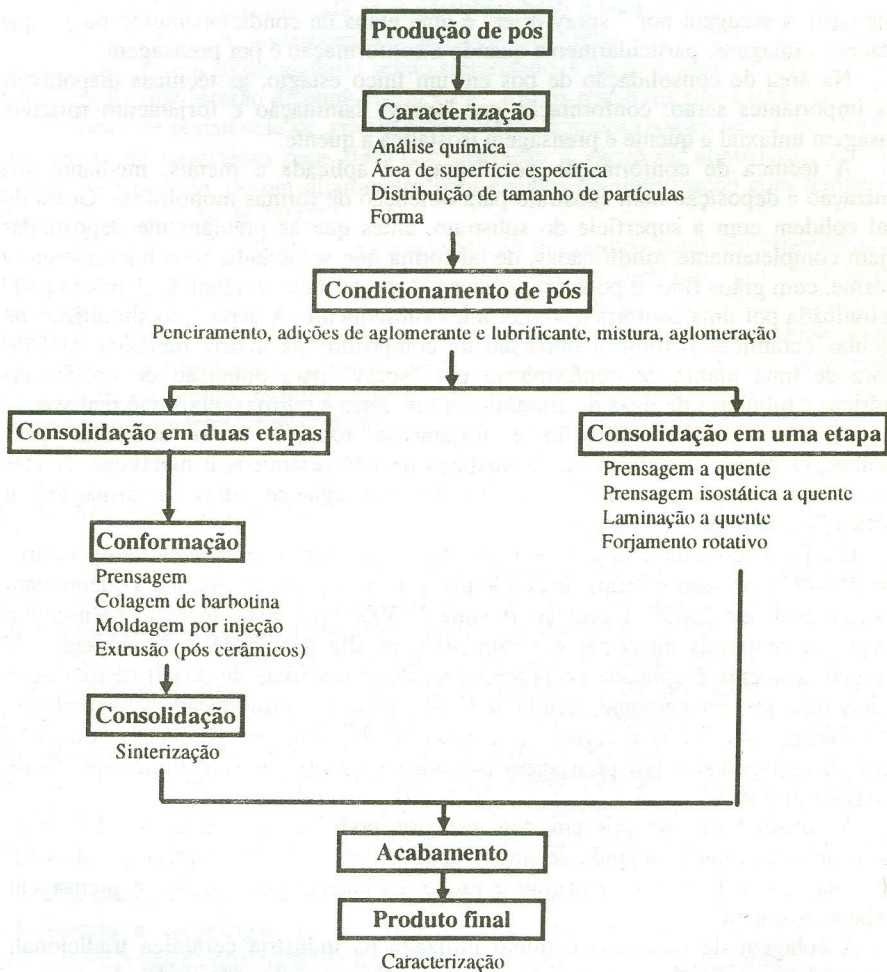 Produção de pós
Caracterização
Análise química
Área de superfície específica
Distribuição de tamanho de partículas
Forma
Condicionamento de pós
Peneiramento, adições de aglomerante e lubrificante, mistura, aglomeração
Consolidação em duas etapas
Conformação
Prensagem
Colagem de barbotina
Moldagem por injeção
Extrusão (pós cerâmicos)
Consolidação
Sinterização
Consolidação em uma etapa
Prensagem a quente
Prensagem isostática a quente
Laminação a quente
Forjamento rotativo
Acabamento
Produto final
Caracterização